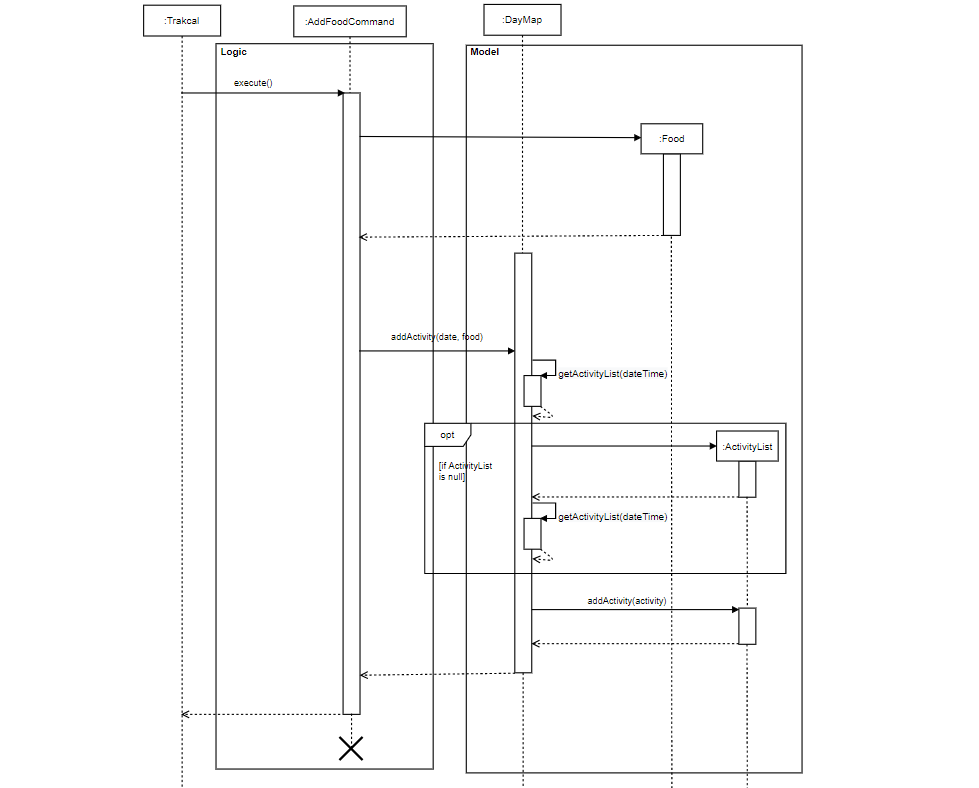 :Trakcal
:AddFoodCommand
:DayMap
Logic
Model
execute()
:Food
addActivity(date, food)
getActivityList(dateTime)
opt
:ActivityList
[if ActivityList
is null]
getActivityList(dateTime)
addActivity(activity)